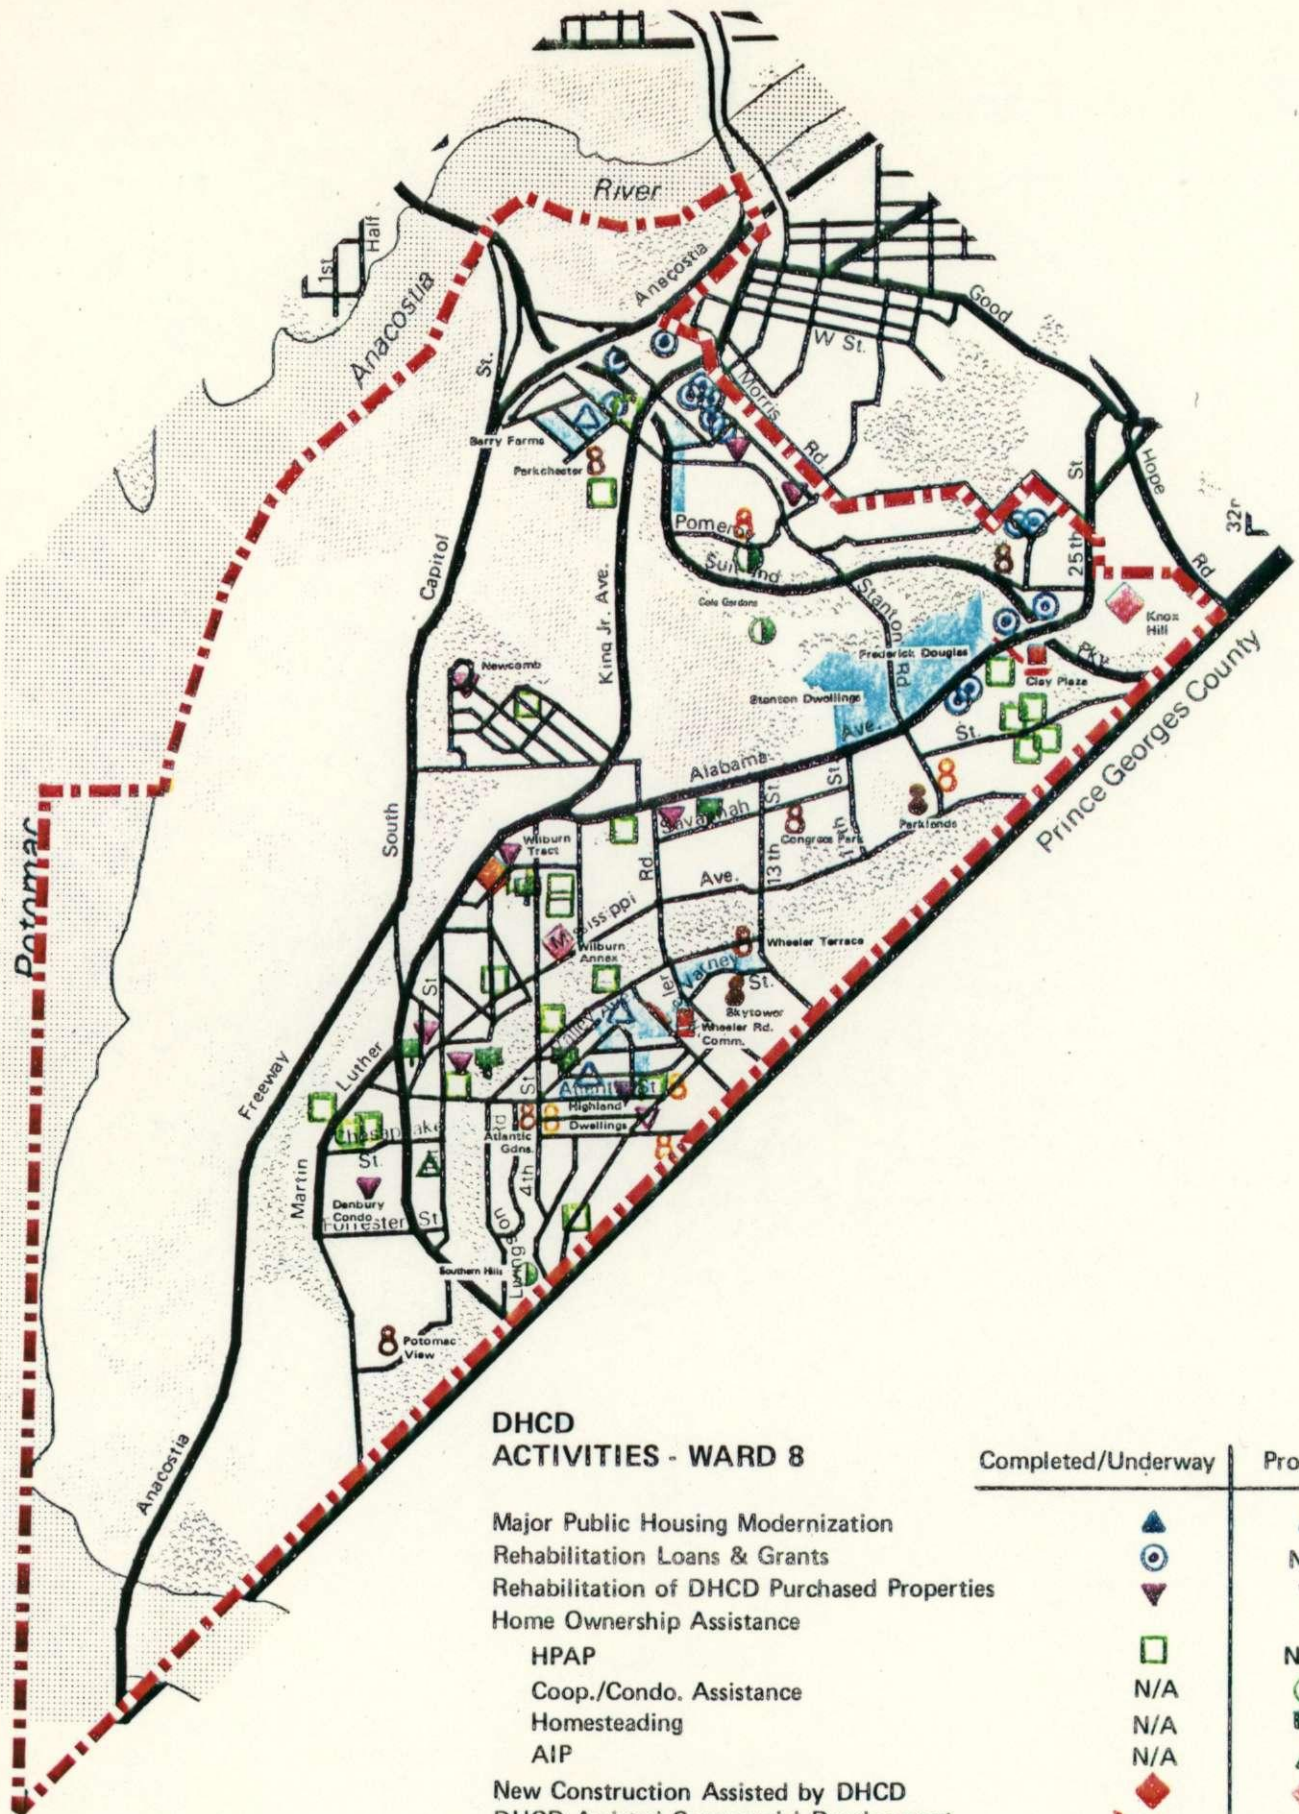 River
1st
Half
Anacostia
Anacostia
Good
W St.
St.
Morris
Rd
Barry Farms
Parkchester
St
Hope
Pomeroy
25th
Rd
Capitol
King Jr. Ave.
Cole Gardens
Stanton
Rd
Knox
Hill
Frederick Douglas
Pky
Newcomb
Clay Plaza
Stanton Dwellings
Ave.
St.
Prince Georges County
Alabama
St.
St.
Savannah
Parklands
Congress Park
Potomac
South
Wilburn
Tract
Rd
Ave.
13th
Mississippi
Wilburn
Annex
Wheeler Terrace
Varney
St.
St
Skytower
Valley Ave.
Wheeler Rd.
Comm.
Freeway
Luther
St
Atlantic St
Highland
Dwellings
Chesapeake
Rd
Atlantic
Gdns.
4th
St.
Martin
Danbury
Condo
Forrester St
Livingston
Southern Hills
Potomac
View
Anacostia
DHCD
ACTIVITIES - WARD 8
Completed/Underway
Pro
Major Public Housing Modernization
Rehabilitation Loans & Grants
N
Rehabilitation of DHCD Purchased Properties
Home Ownership Assistance
HPAP
N
Coop./Condo. Assistance N/A
Homesteading N/A
AIP N/A
New Construction Assisted by DHCD